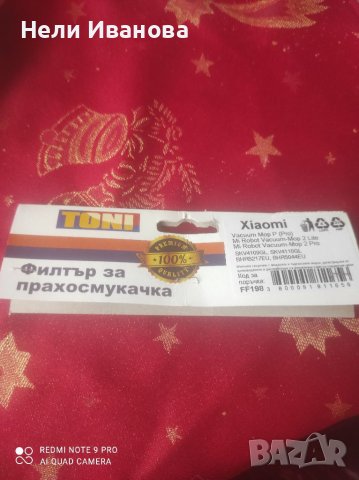 Нели Иванова
TONI
PREMIUM
100%
QUALITY
Филтър за
прахосмукачка
Xiaomi
Vacuum Mop P (Pro)
Mi Robot Vacuum-Mop 2 Lite
Mi Robot Vacuum-Mop 2 Pro
SKV4109GL, SKV4110GL
BHR5217EU, BHR5044EU
Код за
поръчка:
FF198
REDMI NOTE 9 PRO
AI QUAD CAMERA
BAZAR